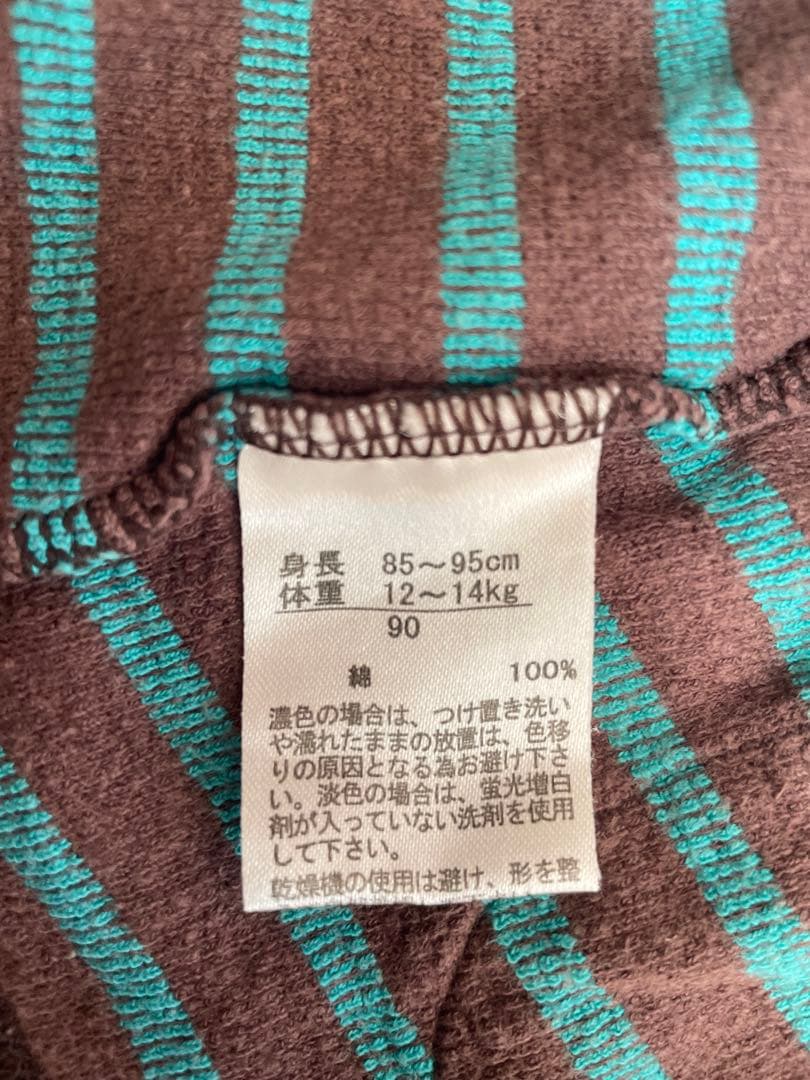 身長 85〜95cm
体重 12〜14kg
90
綿 100%
濃色の場合は、つけ置き洗い
や濡れたままの放置は、色移
りの原因となる為お避け下さ
い。淡色の場合は、蛍光増白
剤が入っていない洗剤を使用
して下さい。
乾燥機の使用は避け、形を整